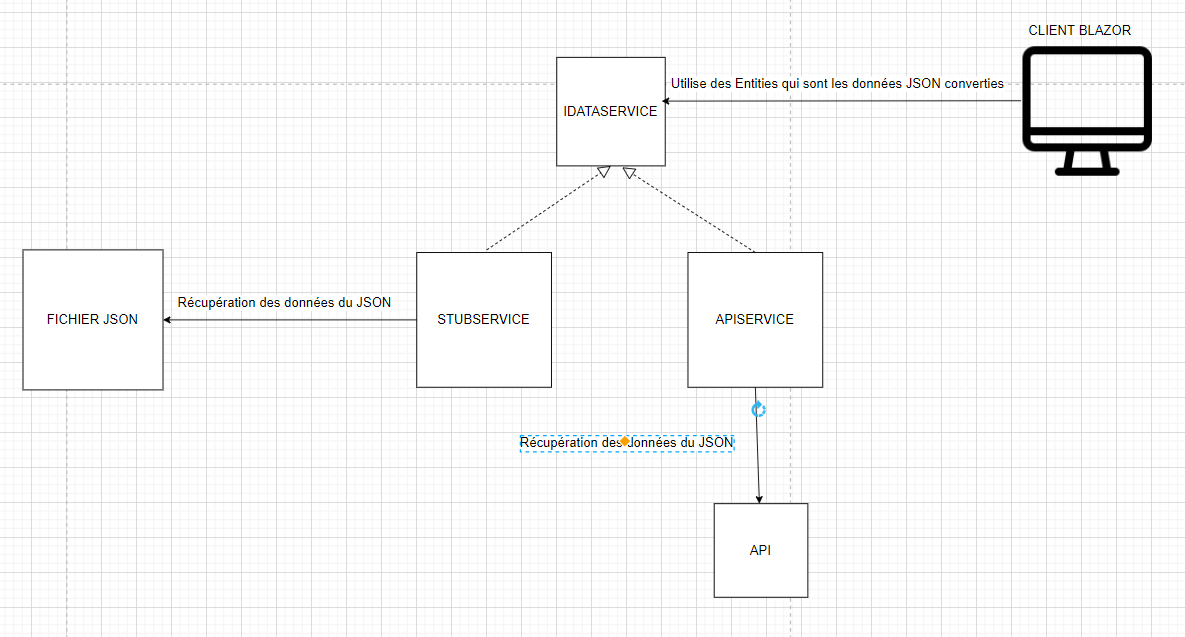 CLIENT BLAZOR
Utilise des Entities qui sont les données JSON converties
IDATASERVICE
Récupération des données du JSON
FICHIER JSON
STUBSERVICE
APISERVICE
Récupération des données du JSON
API